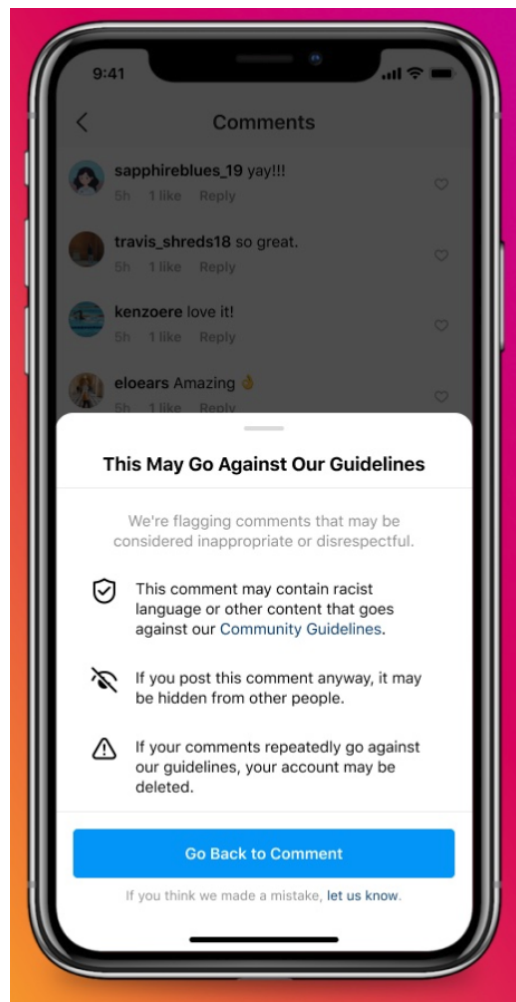 9:41
Comments
sapphireblues_19 yay!!!
5h 1 like Reply
travis_shreds18 so great.
5h 1 like Reply
kenzoere love it!
5h 1 like Reply
eloears Amazing 👌
5h 1 like Reply
This May Go Against Our Guidelines
We're flagging comments that may be
considered inappropriate or disrespectful.
This comment may contain racist
language or other content that goes
against our Community Guidelines.
If you post this comment anyway, it may
be hidden from other people.
If your comments repeatedly go against
our guidelines, your account may be
deleted.
Go Back to Comment
If you think we made a mistake, let us know.